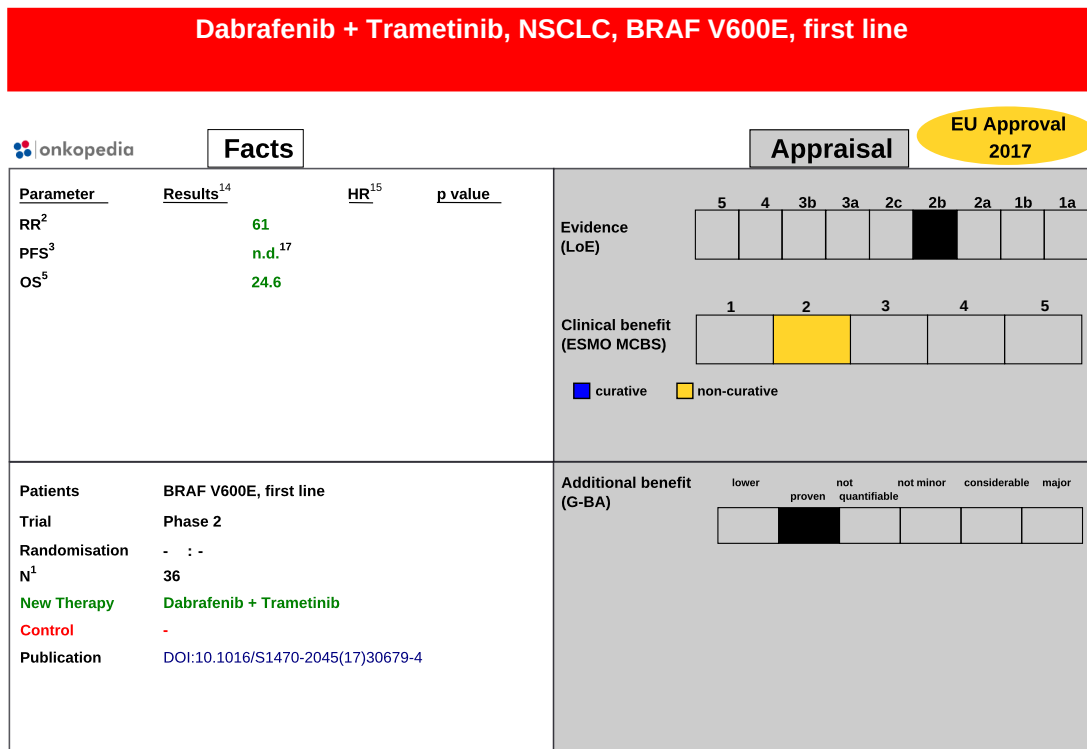 Dabrafenib + Trametinib, NSCLC, BRAF V600E, first line
onkopedia
Facts
Appraisal
EU Approval
2017
Parameter Results14 HR15 p value
RR2 61
PFS3 n.d.17
OS5 24.6
5 4 3b 3a 2c 2b 2a 1b 1a
Evidence
(LoE)
1 2 3 4 5
Clinical benefit
(ESMO MCBS)
curative non-curative
Patients BRAF V600E, first line
Trial Phase 2
Randomisation - : -
N1 36
New Therapy Dabrafenib + Trametinib
Control -
Publication DOI:10.1016/S1470-2045(17)30679-4
Additional benefit
(G-BA)
lower not not minor considerable major
proven quantifiable